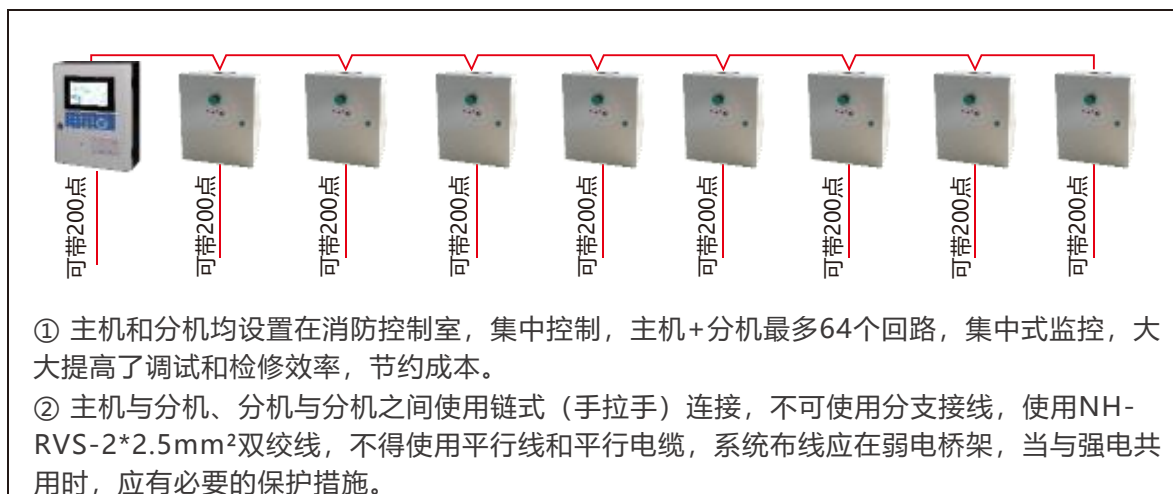 可带200点
可带200点
可带200点
可带200点
可带200点
可带200点
可带200点
可带200点
可带200点
① 主机和分机均设置在消防控制室，集中控制，主机+分机最多64个回路，集中式监控，大
大提高了调试和检修效率，节约成本。
② 主机与分机、分机与分机之间使用链式（手拉手）连接，不可使用分支接线，使用NH-
RVS-2*2.5mm²双绞线，不得使用平行线和平行电缆，系统布线应在弱电桥架，当与强电共
用时，应有必要的保护措施。